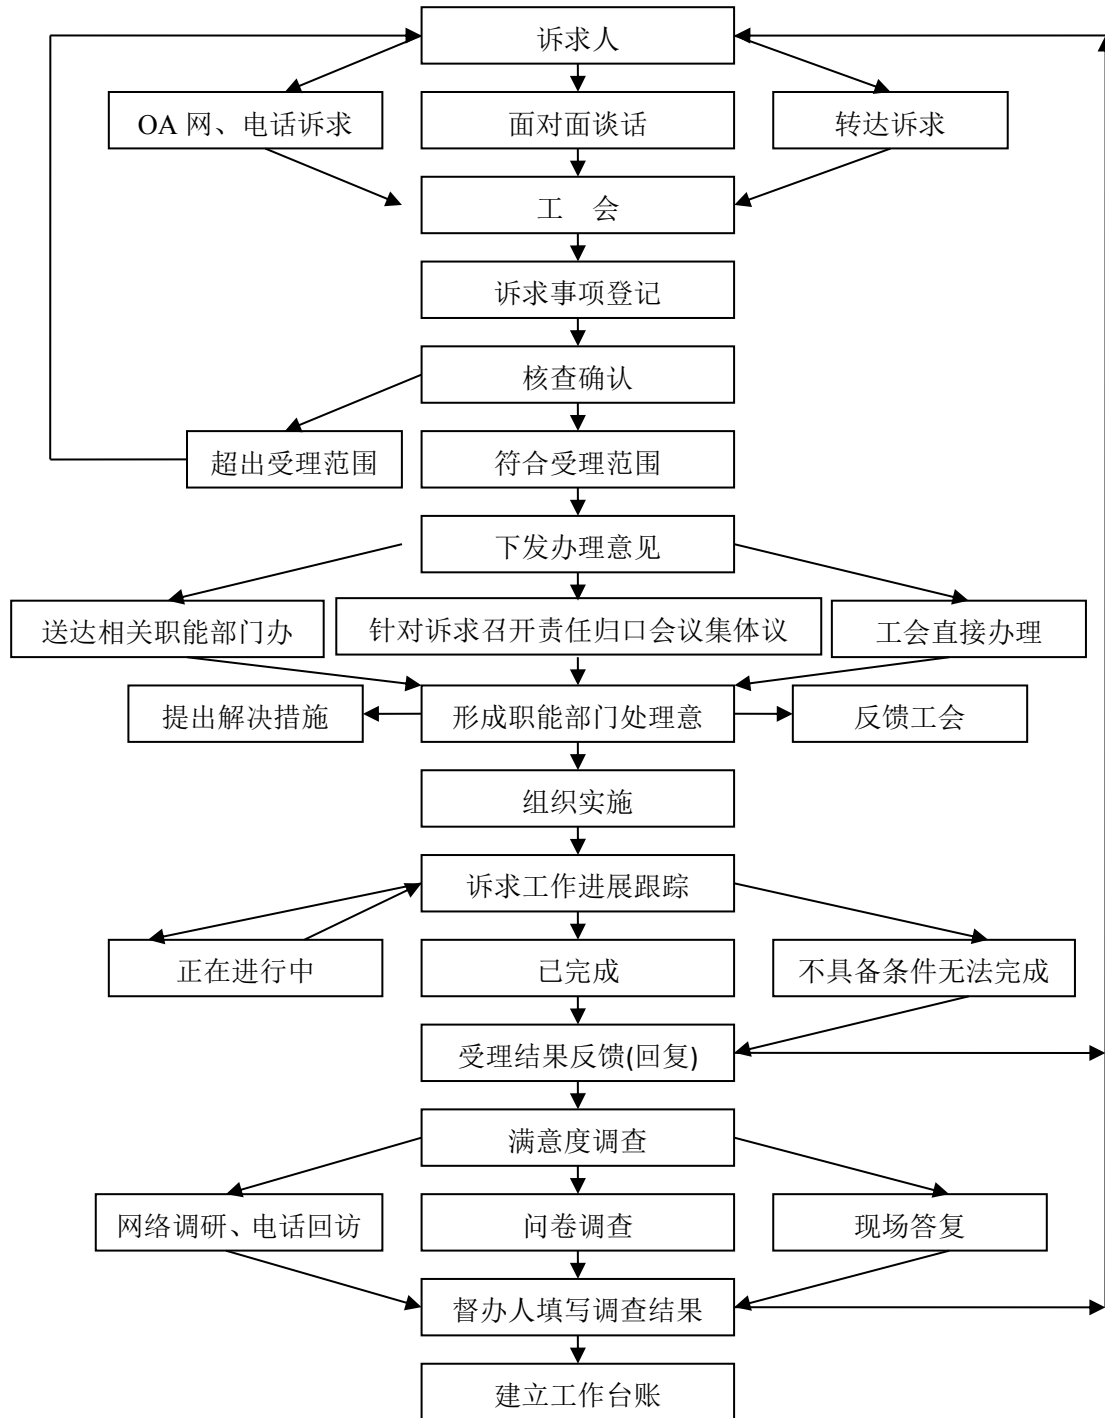 诉求人
OA 网、电话诉求
面对面谈话
转达诉求
工　会
诉求事项登记
核查确认
超出受理范围
符合受理范围
下发办理意见
送达相关职能部门办
针对诉求召开责任归口会议集体议
工会直接办理
提出解决措施
形成职能部门处理意
反馈工会
组织实施
诉求工作进展跟踪
正在进行中
已完成
不具备条件无法完成
受理结果反馈(回复)
满意度调查
网络调研、电话回访
问卷调查
现场答复
督办人填写调查结果
建立工作台账